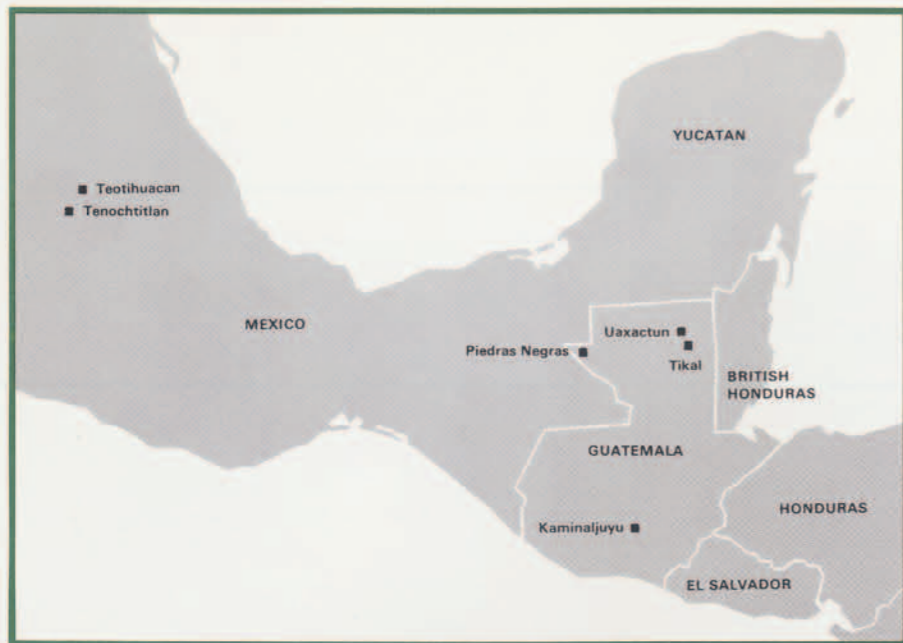 YUCATAN
Teotihuacan
Tenochtitlan
MEXICO
Uaxactun
Piedras Negras
Tikal
BRITISH
HONDURAS
GUATEMALA
HONDURAS
Kaminaljuyu
EL SALVADOR